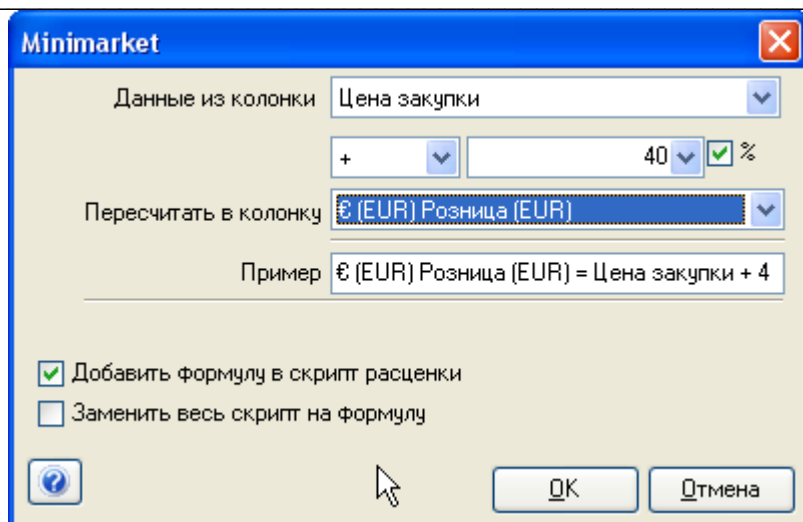 Minimarket
Данные из колонки Цена закупки
+ 40 %
Пересчитать в колонку € (EUR) Розница (EUR)
Пример € (EUR) Розница (EUR) = Цена закупки + 4
Добавить формулу в скрипт расценки
Заменить весь скрипт на формулу
? OK Отмена